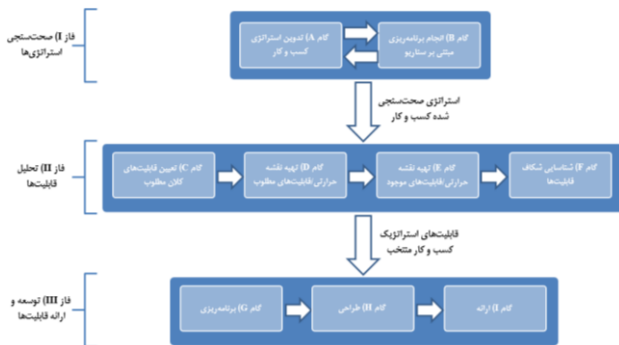 فاز I) صحت‌سنجی
استراتژی‌ها
گام A) تدوین استراتژی
کسب و کار
گام B) انجام برنامه‌ریزی
مبتنی بر سناریو
استراتژی صحت‌سنجی
شده کسب و کار
فاز II) تحلیل
قابلیت‌ها
گام C) تعیین قابلیت‌های
کلان مطلوب
گام D) تهیه نقشه
حرارتی/قابلیت‌های مطلوب
گام E) تهیه نقشه
حرارتی/قابلیت‌های موجود
گام F) شناسایی شکاف
قابلیت‌ها
قابلیت‌های استراتژیک
کسب و کار منتخب
فاز III) توسعه و
ارائه قابلیت‌ها
گام G) برنامه‌ریزی
گام H) طراحی
گام I) ارائه